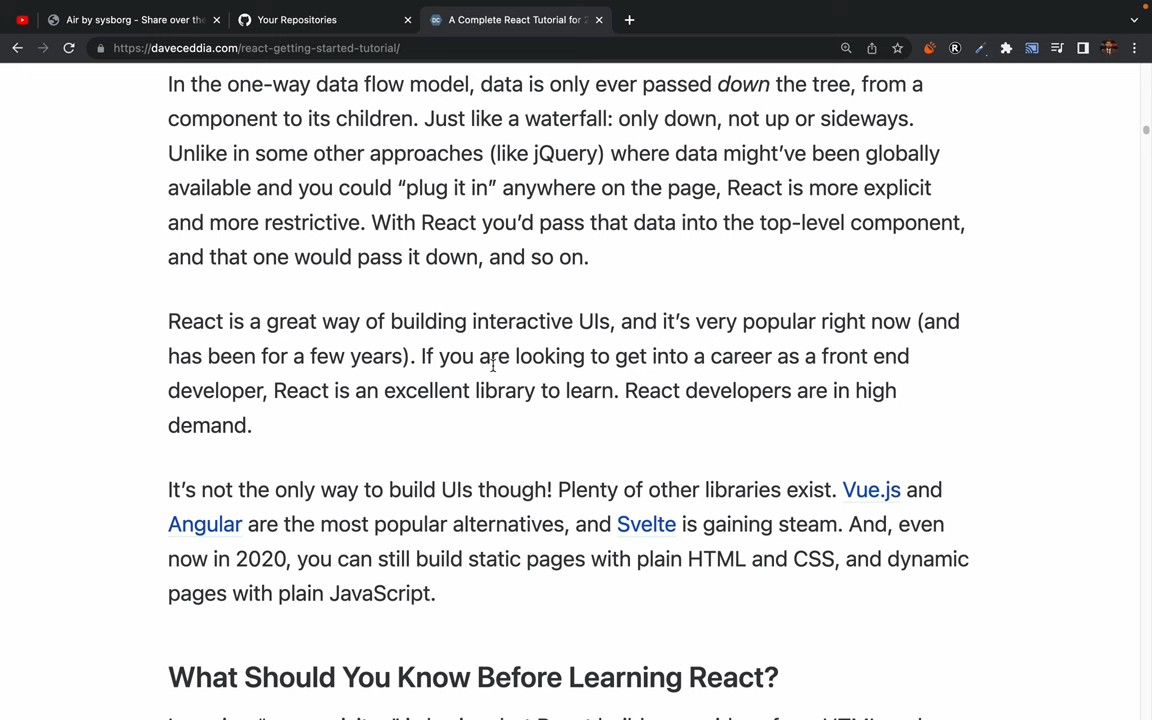 Air by sysborg - Share over the
Your Repositories
A Complete React Tutorial for 2
https://daveceddia.com/react-getting-started-tutorial/
In the one-way data flow model, data is only ever passed down the tree, from a
component to its children. Just like a waterfall: only down, not up or sideways.
Unlike in some other approaches (like jQuery) where data might’ve been globally
available and you could “plug it in” anywhere on the page, React is more explicit
and more restrictive. With React you’d pass that data into the top-level component,
and that one would pass it down, and so on.
React is a great way of building interactive UIs, and it’s very popular right now (and
has been for a few years). If you are looking to get into a career as a front end
developer, React is an excellent library to learn. React developers are in high
demand.
It’s not the only way to build UIs though! Plenty of other libraries exist. Vue.js and
Angular are the most popular alternatives, and Svelte is gaining steam. And, even
now in 2020, you can still build static pages with plain HTML and CSS, and dynamic
pages with plain JavaScript.
What Should You Know Before Learning React?